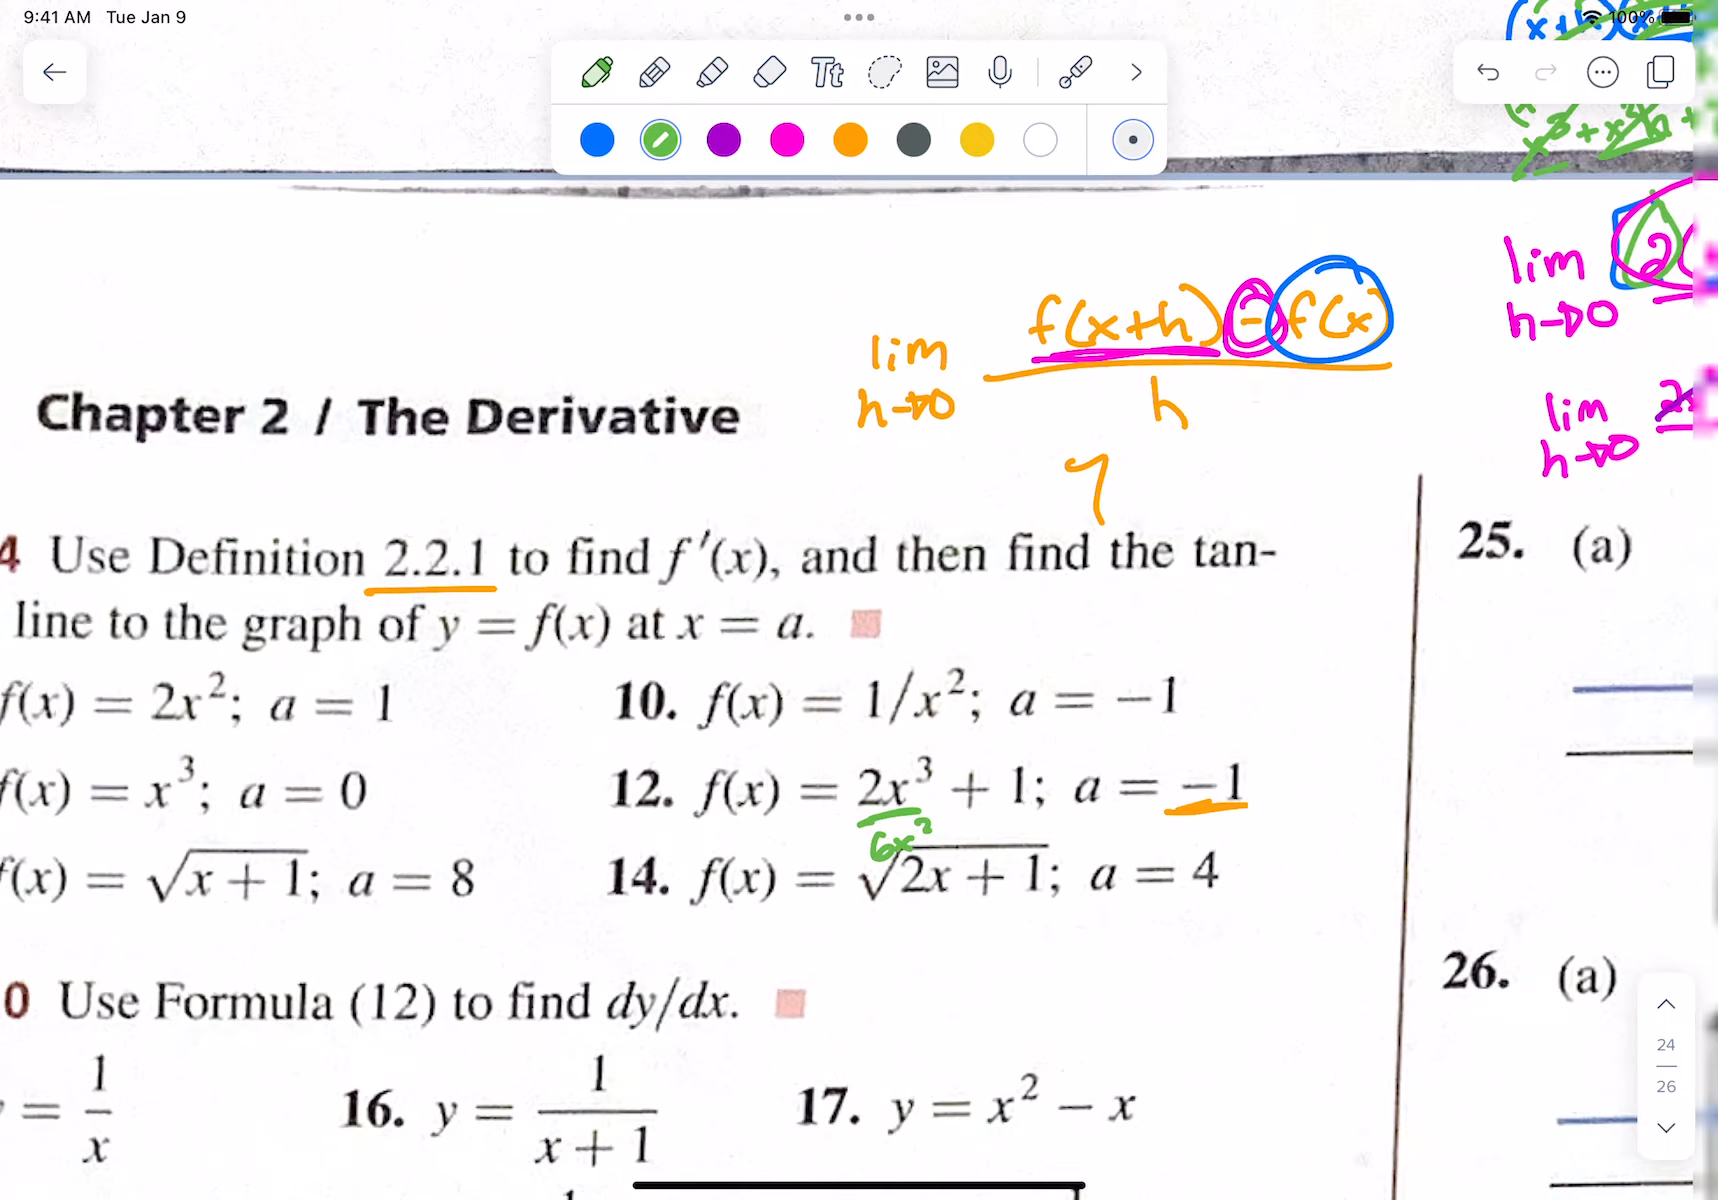 9:41 AM Tue Jan 9
100%
Tt
lim
h→0
f(x+h) - f(x)
h
lim
h→0
2(
lim
h→0
Chapter 2 / The Derivative
4 Use Definition 2.2.1 to find f′(x), and then find the tan-
line to the graph of y = f(x) at x = a.
f(x) = 2x²; a = 1
10. f(x) = 1/x²; a = −1
f(x) = x³; a = 0
12. f(x) = 2x³ + 1; a = −1
6x²
f(x) = √x + 1; a = 8
14. f(x) = √2x + 1; a = 4
0 Use Formula (12) to find dy/dx.
= 1/x
16. y = 1/x + 1
17. y = x² − x
25. (a)
26. (a)
24
26